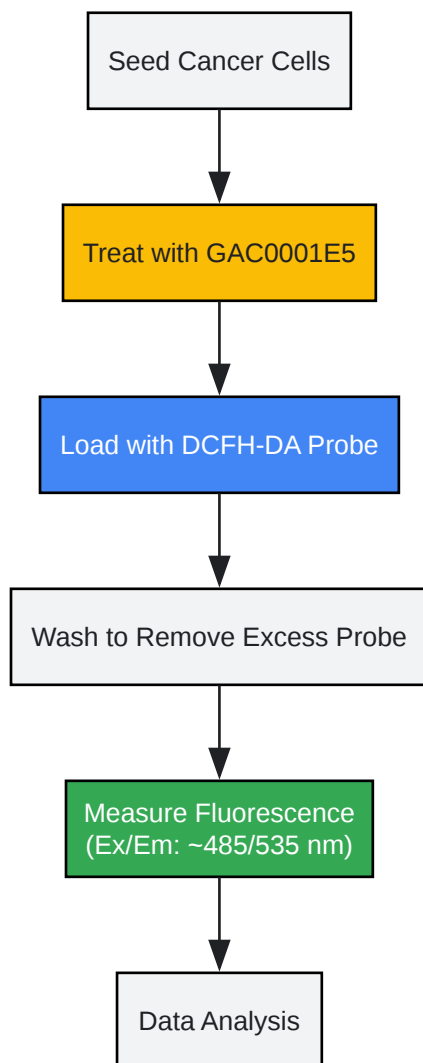 Seed Cancer Cells
Treat with GAC0001E5
Load with DCFH-DA Probe
Wash to Remove Excess Probe
Measure Fluorescence
(Ex/Em: ~485/535 nm)
Data Analysis